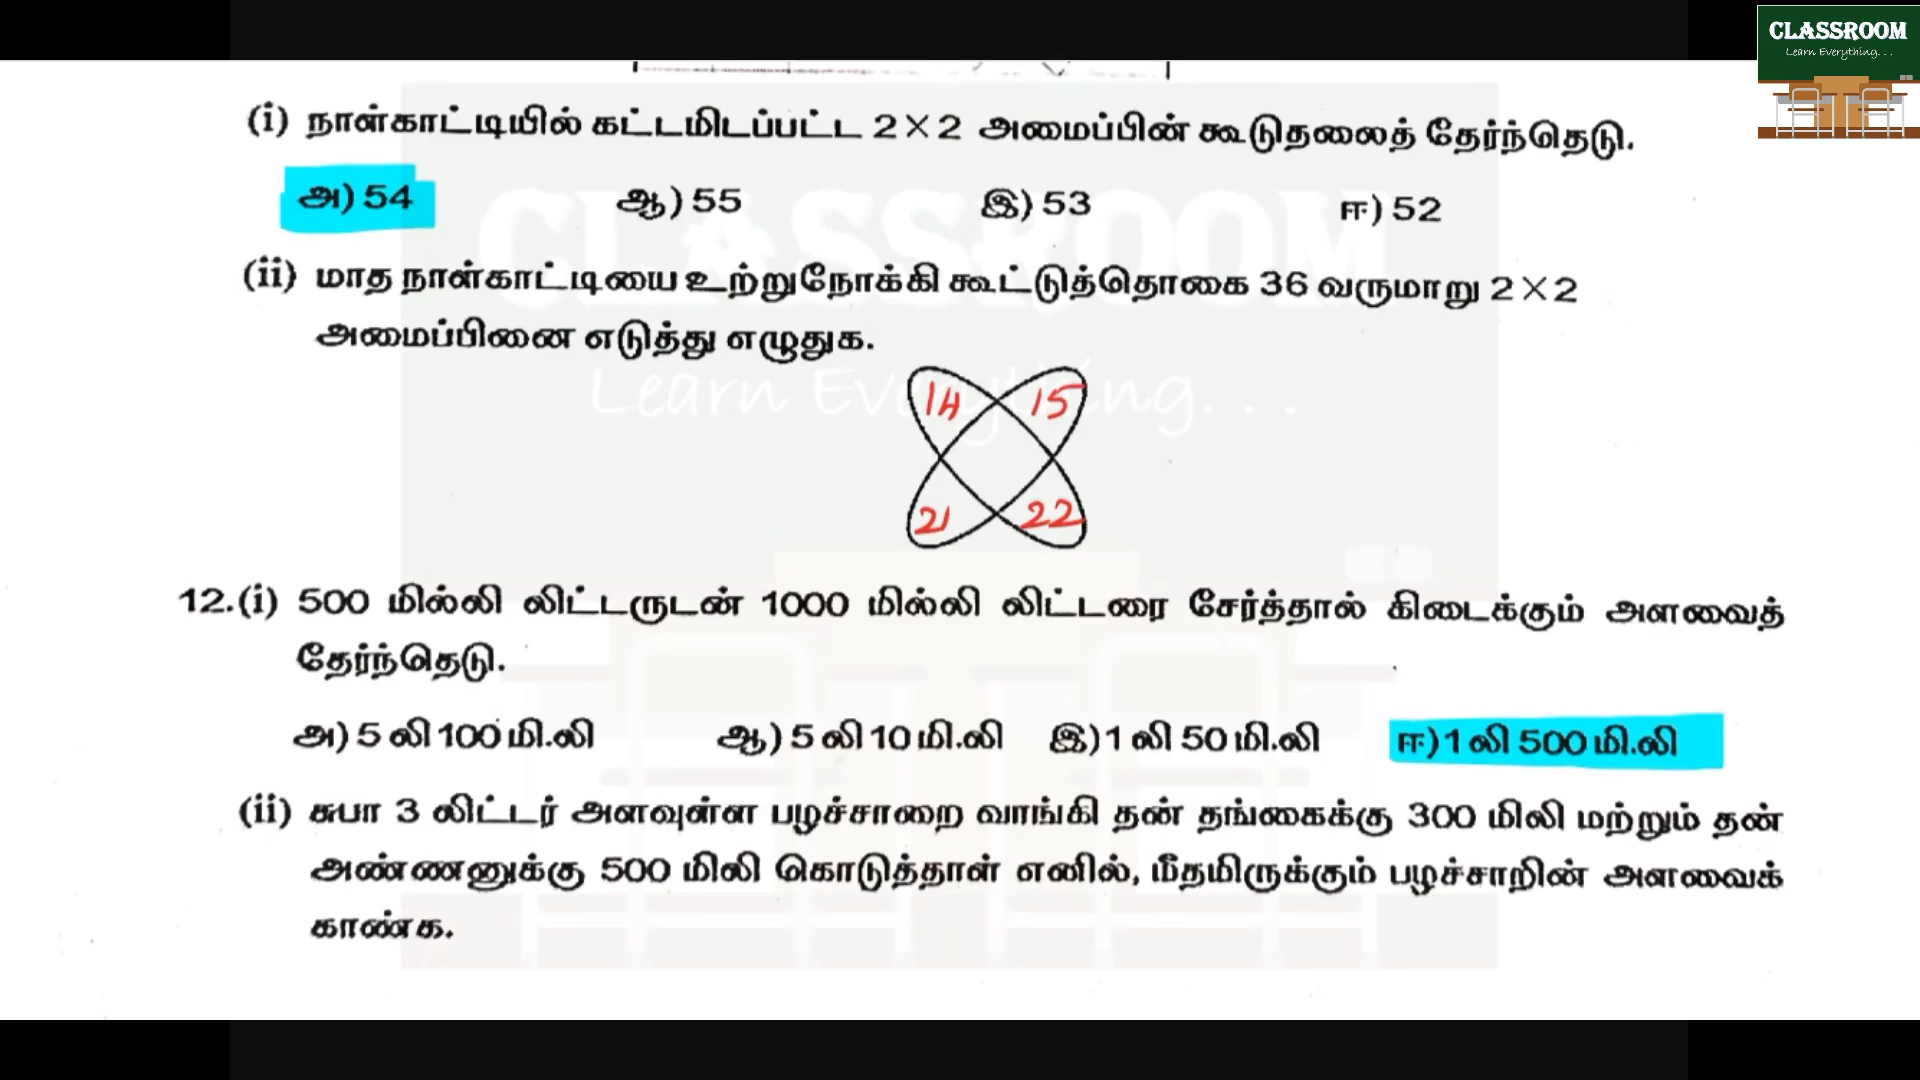 CLASSROOM
Learn Everything. . .
(i) நாள்காட்டியில் கட்டமிடப்பட்ட 2×2 அமைப்பின் கூடுதலைத் தேர்ந்தெடு.
அ) 54 ஆ) 55 இ) 53 ஈ) 52
(ii) மாத நாள்காட்டியை உற்றுநோக்கி கூட்டுத்தொகை 36 வருமாறு 2×2
அமைப்பினை எடுத்து எழுதுக.
CLASSROOM
Learn Everything. . .
14 15
21 22
12.(i) 500 மில்லி லிட்டருடன் 1000 மில்லி லிட்டரை சேர்த்தால் கிடைக்கும் அளவைத்
தேர்ந்தெடு.
அ) 5 லி 100 மி.லி ஆ) 5 லி 10 மி.லி இ) 1 லி 50 மி.லி ஈ) 1 லி 500 மி.லி
(ii) சுபா 3 லிட்டர் அளவுள்ள பழச்சாறை வாங்கி தன் தங்கைக்கு 300 மிலி மற்றும் தன்
அண்ணனுக்கு 500 மிலி கொடுத்தாள் எனில், மீதமிருக்கும் பழச்சாறின் அளவைக்
காண்க.